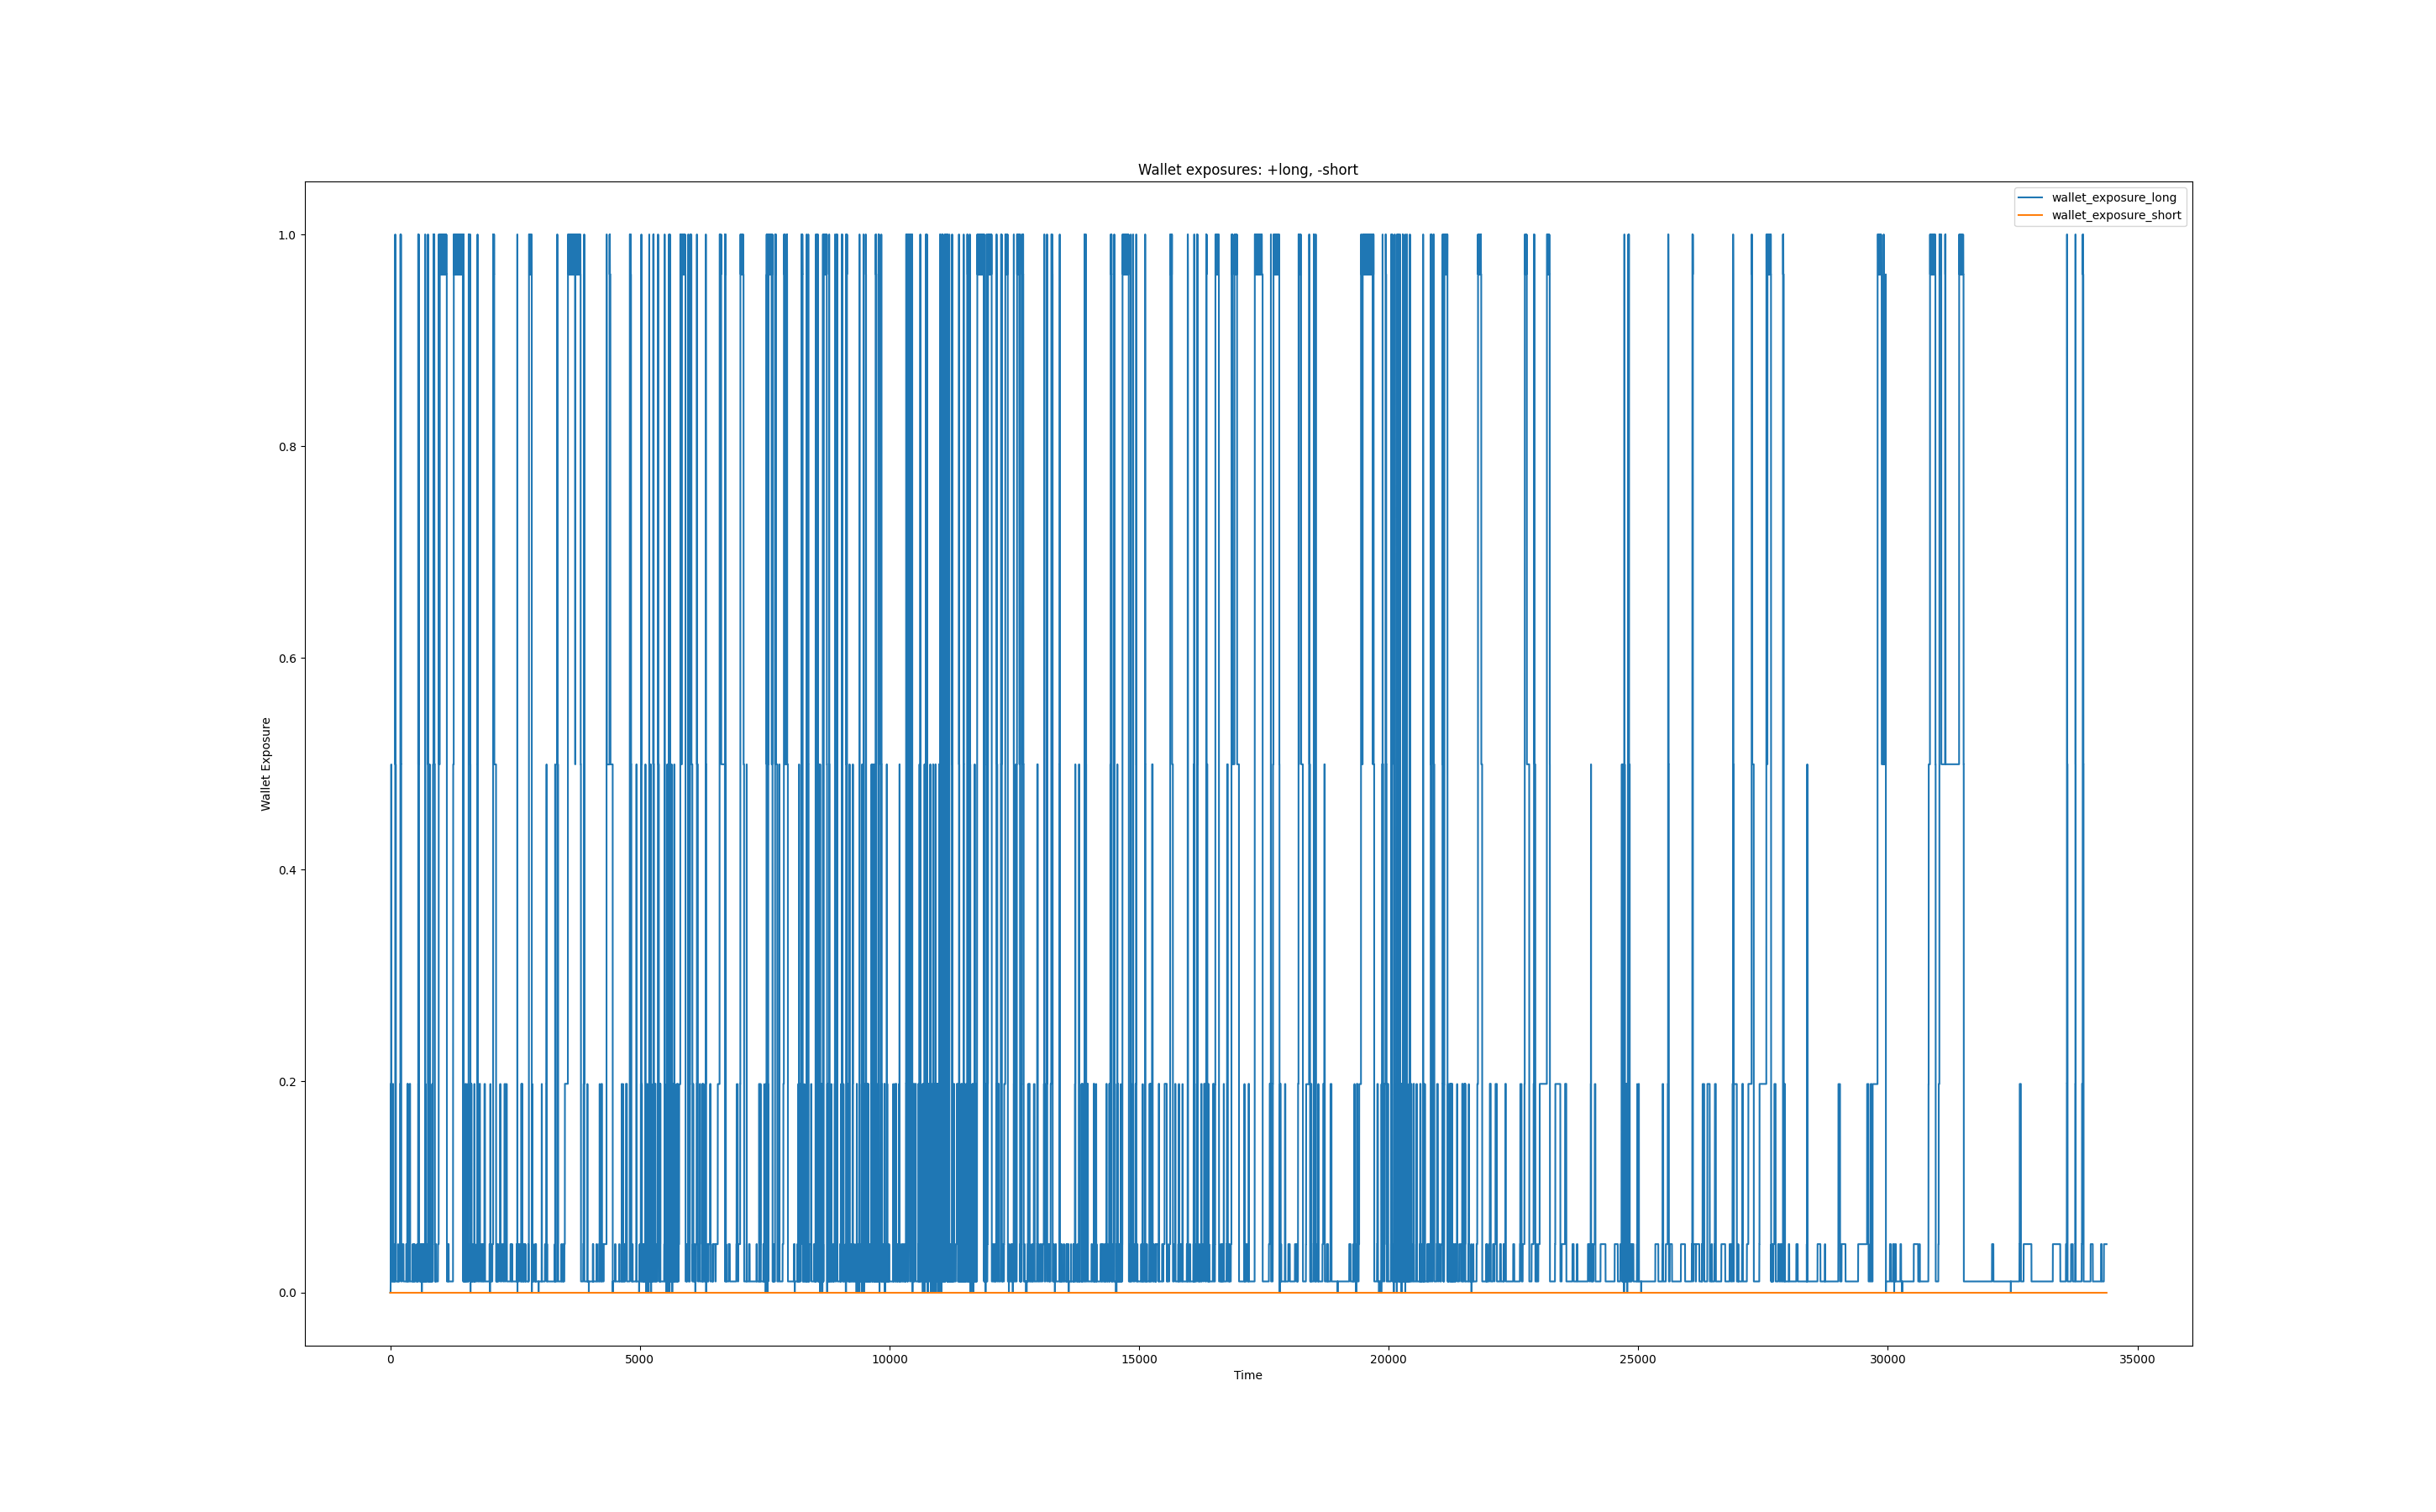 Wallet exposures: +long, -short
wallet_exposure_long
wallet_exposure_short
1.0
0.8
0.6
0.4
0.2
0.0
Wallet Exposure
0 5000 10000 15000 20000 25000 30000 35000
Time